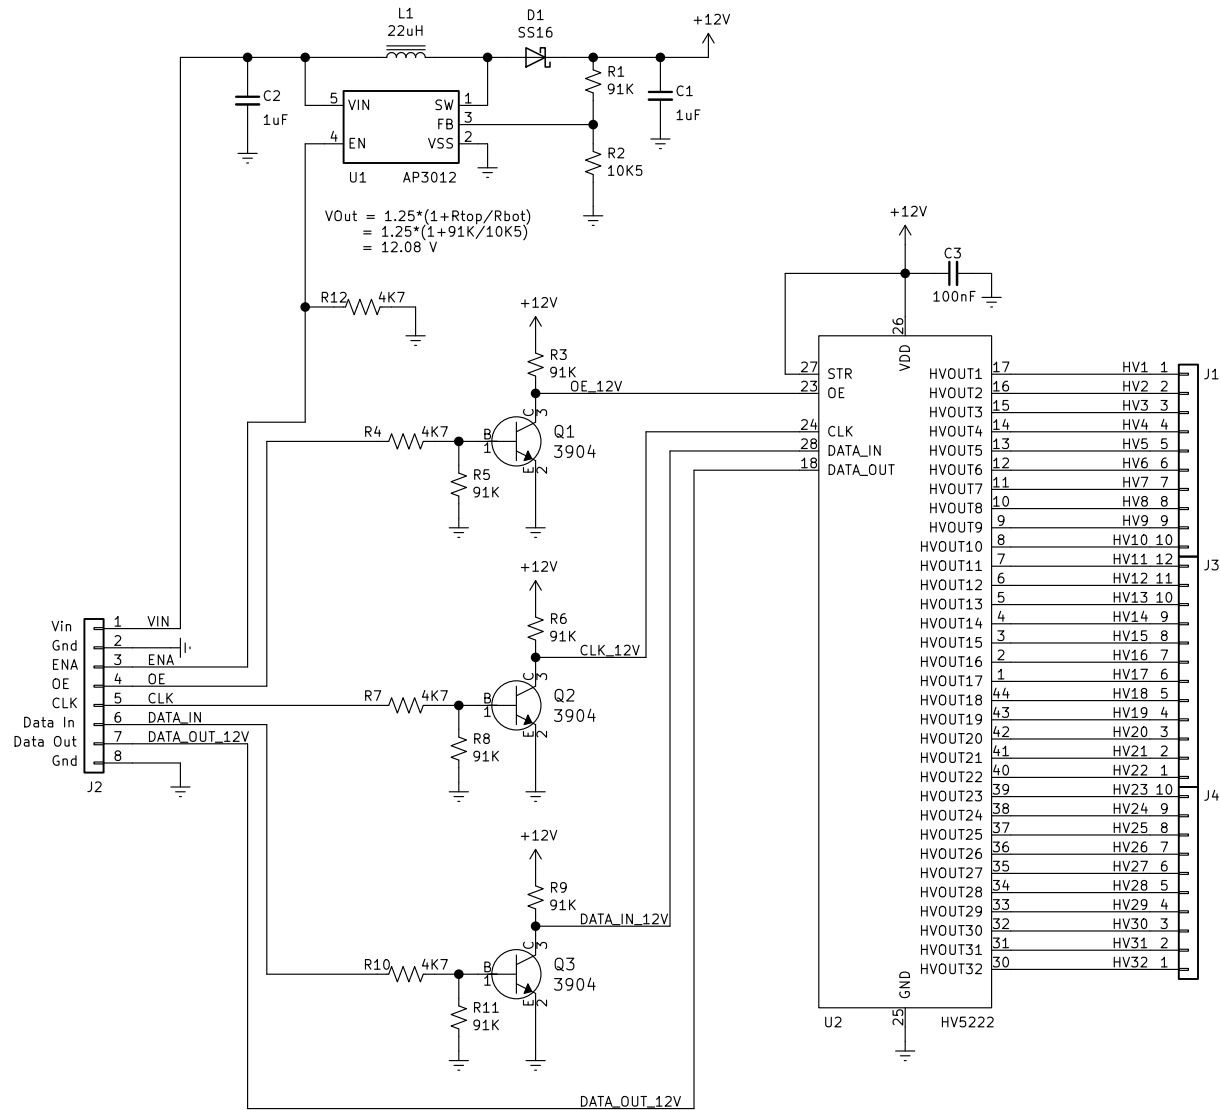 L1
22uH
D1
SS16
+12V
R1
91K
C2
1uF
C1
1uF
5 VIN SW 1
FB 3
4 EN VSS 2
U1 AP3012
R2
10K5
VOut = 1.25*(1+Rtop/Rbot)
= 1.25*(1+91K/10K5)
= 12.08 V
+12V
C3
100nF
R12 4K7
+12V
R3
91K
OE_12V
R4 4K7
B
1
C
3
E
2
Q1
3904
R5
91K
+12V
R6
91K
CLK_12V
R7 4K7
B
1
C
3
E
2
Q2
3904
R8
91K
+12V
R9
91K
DATA_IN_12V
R10 4K7
B
1
C
3
E
2
Q3
3904
R11
91K
DATA_OUT_12V
Vin 1 VIN
Gnd 2
ENA 3 ENA
OE 4 OE
CLK 5 CLK
Data In 6 DATA_IN
Data Out 7 DATA_OUT_12V
Gnd 8
J2
26
VDD
27 STR
23 OE
24 CLK
28 DATA_IN
18 DATA_OUT
HVOUT1 17 HV1 1
J1
HVOUT2 16 HV2 2
HVOUT3 15 HV3 3
HVOUT4 14 HV4 4
HVOUT5 13 HV5 5
HVOUT6 12 HV6 6
HVOUT7 11 HV7 7
HVOUT8 10 HV8 8
HVOUT9 9 HV9 9
HVOUT10 8 HV10 10
HVOUT11 7 HV11 12
J3
HVOUT12 6 HV12 11
HVOUT13 5 HV13 10
HVOUT14 4 HV14 9
HVOUT15 3 HV15 8
HVOUT16 2 HV16 7
HVOUT17 1 HV17 6
HVOUT18 44 HV18 5
HVOUT19 43 HV19 4
HVOUT20 42 HV20 3
HVOUT21 41 HV21 2
HVOUT22 40 HV22 1
HVOUT23 39 HV23 10
J4
HVOUT24 38 HV24 9
HVOUT25 37 HV25 8
HVOUT26 36 HV26 7
HVOUT27 35 HV27 6
HVOUT28 34 HV28 5
HVOUT29 33 HV29 4
HVOUT30 32 HV30 3
HVOUT31 31 HV31 2
HVOUT32 30 HV32 1
GND
25
U2 HV5222